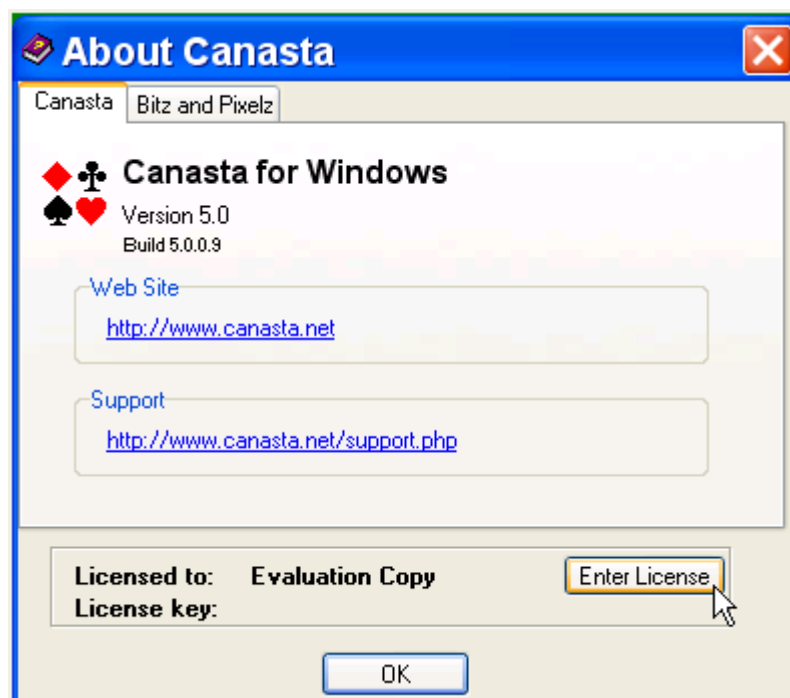 About Canasta
Canasta Bitz and Pixelz
Canasta for Windows
Version 5.0
Build 5.0.0.9
Web Site
http://www.canasta.net
Support
http://www.canasta.net/support.php
Licensed to: Evaluation Copy Enter License
License key:
OK